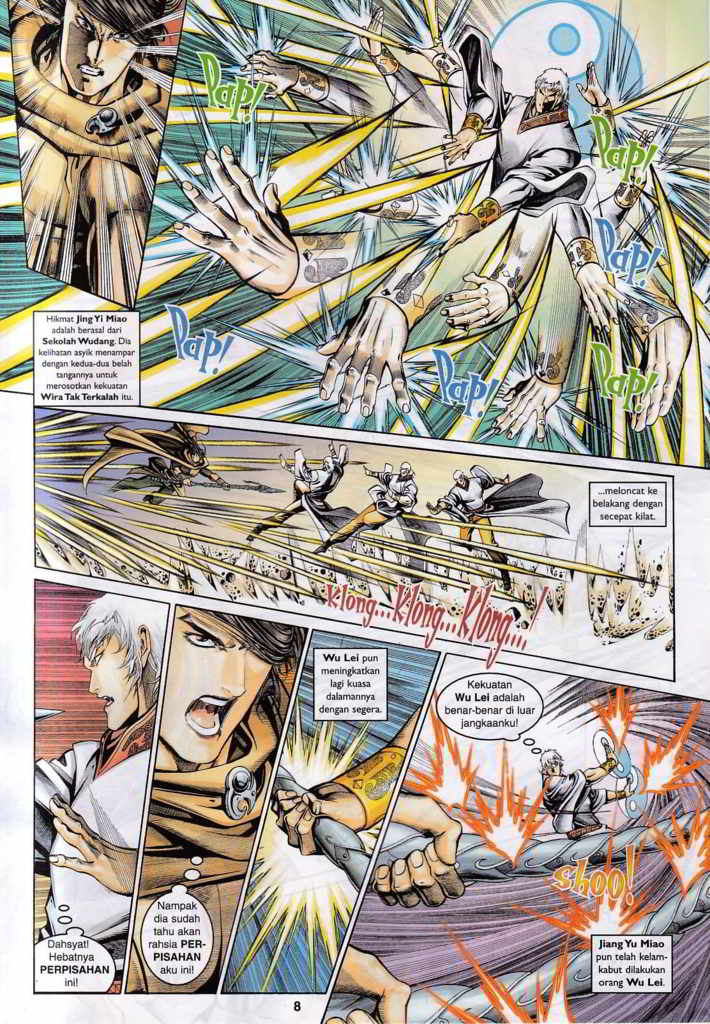 Pap!
Pap!
Pap!
Pap!
Pap!
Pap!
Hikmat Jing Yi Miao
adalah berasal dari
Sekolah Wudang. Dia
kelihatan asyik menampar
dengan kedua-dua belah
tangannya untuk
merosotkan kekuatan
Wira Tak Terkalah itu.
...meloncat ke
belakang dengan
secepat kilat.
Klong...Klong...Klong...!
Dahsyat!
Hebatnya
PERPISAHAN
ini!
Nampak
dia sudah
tahu akan
rahsia PER-
PISAHAN
aku ini!
Wu Lei pun
meningkatkan
lagi kuasa
dalamannya
dengan segera.
Kekuatan
Wu Lei adalah
benar-benar di luar
jangkaanku!
Shoo!
Jiang Yu Miao
pun telah kelam-
kabut dilakukan
orang Wu Lei.
8